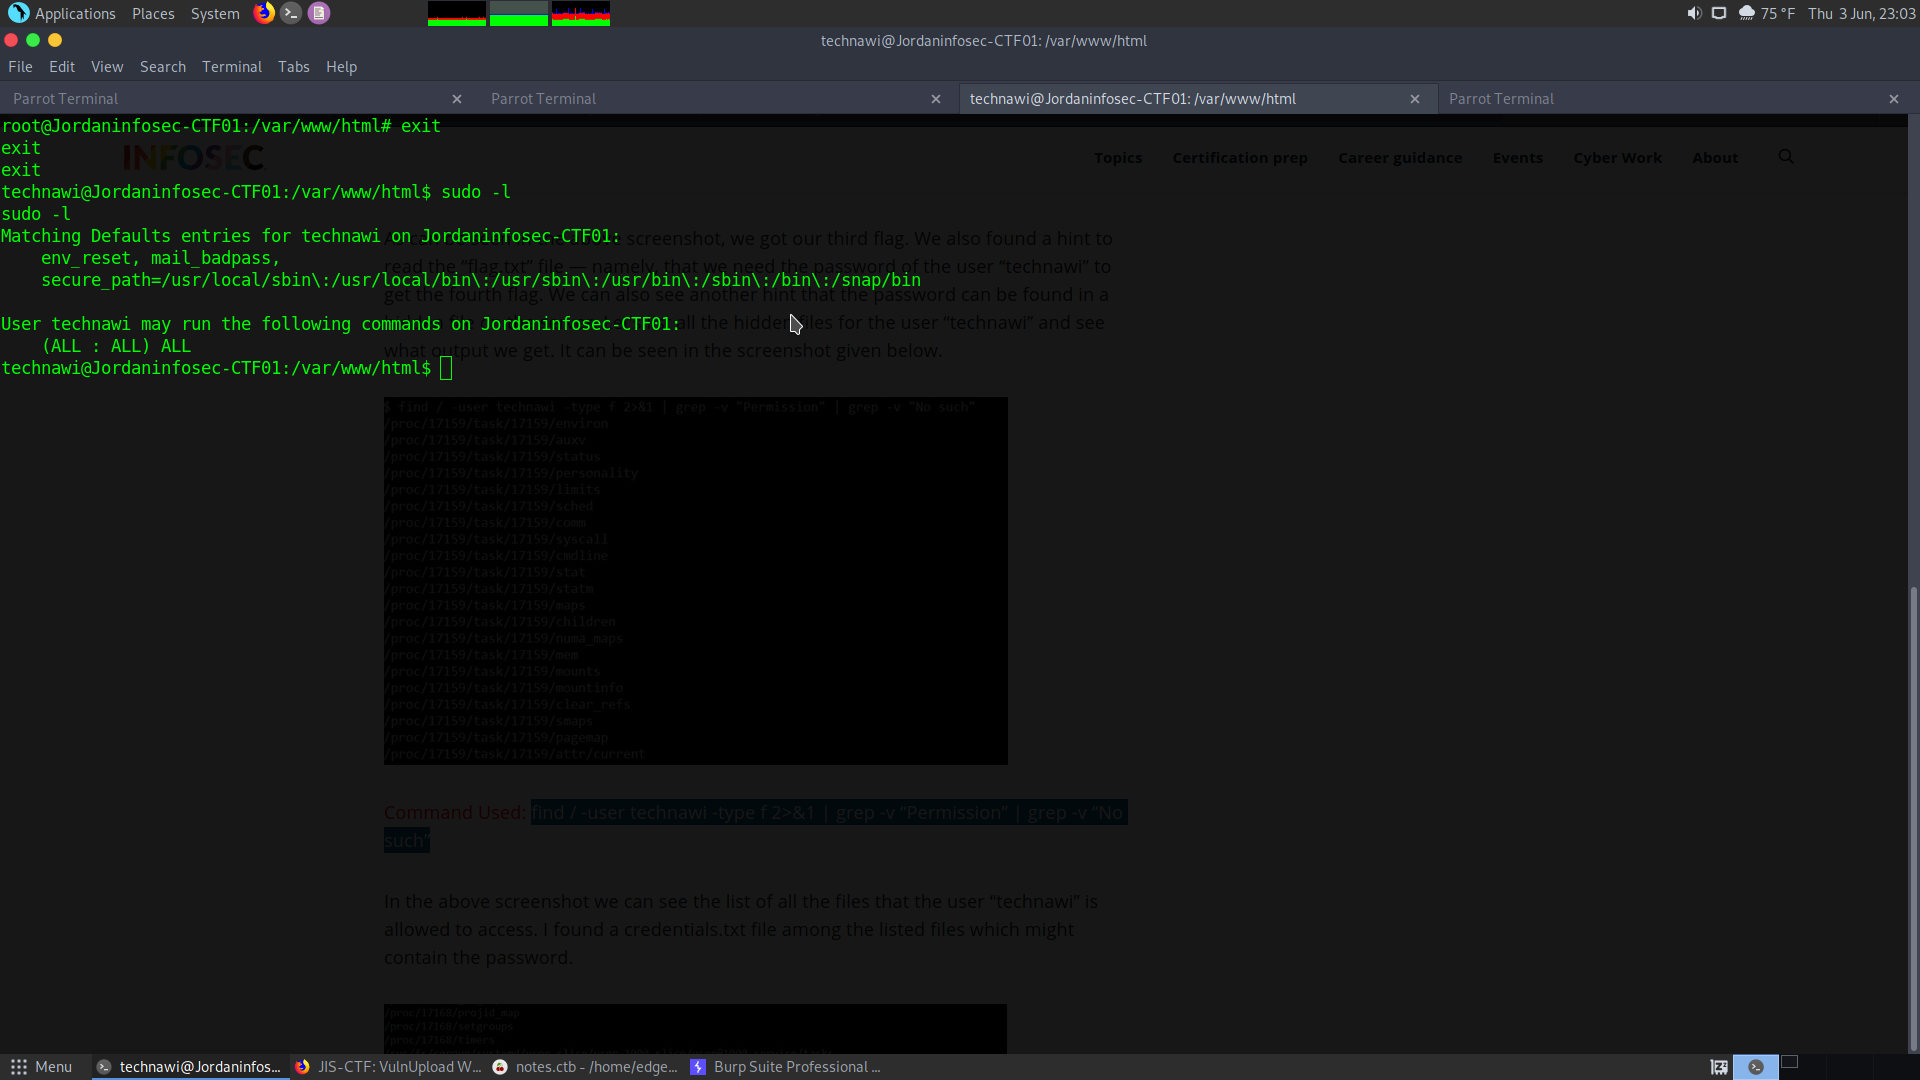 Applications Places System 75 °F Thu 3 Jun, 23:03
technawi@Jordaninfosec-CTF01: /var/www/html
File Edit View Search Terminal Tabs Help
Parrot Terminal × Parrot Terminal × technawi@Jordaninfosec-CTF01: /var/www/html × Parrot Terminal ×
root@Jordaninfosec-CTF01:/var/www/html# exit
exit
exit
technawi@Jordaninfosec-CTF01:/var/www/html$ sudo -l
sudo -l
Matching Defaults entries for technawi on Jordaninfosec-CTF01:
env_reset, mail_badpass,
secure_path=/usr/local/sbin\:/usr/local/bin\:/usr/sbin\:/usr/bin\:/sbin\:/bin\:/snap/bin
User technawi may run the following commands on Jordaninfosec-CTF01:
(ALL : ALL) ALL
technawi@Jordaninfosec-CTF01:/var/www/html$
INFOSEC Topics Certification prep Career guidance Events Cyber Work About
screenshot, we got our third flag. We also found a hint to
read the “flag.txt” file — namely, that we need the password of the user “technawi” to
get the fourth flag. We can also see another hint that the password can be found in a
all the hidden files for the user “technawi” and see
what output we get. It can be seen in the screenshot given below.
$ find / -user technawi -type f 2>&1 | grep -v "Permission" | grep -v "No such"
/proc/17159/task/17159/environ
/proc/17159/task/17159/auxv
/proc/17159/task/17159/status
/proc/17159/task/17159/personality
/proc/17159/task/17159/limits
/proc/17159/task/17159/sched
/proc/17159/task/17159/comm
/proc/17159/task/17159/syscall
/proc/17159/task/17159/cmdline
/proc/17159/task/17159/stat
/proc/17159/task/17159/statm
/proc/17159/task/17159/maps
/proc/17159/task/17159/children
/proc/17159/task/17159/numa_maps
/proc/17159/task/17159/mem
/proc/17159/task/17159/mounts
/proc/17159/task/17159/mountinfo
/proc/17159/task/17159/clear_refs
/proc/17159/task/17159/smaps
/proc/17159/task/17159/pagemap
/proc/17159/task/17159/attr/current
Command Used: find / -user technawi -type f 2>&1 | grep -v “Permission” | grep -v “No
such”
In the above screenshot we can see the list of all the files that the user “technawi” is
allowed to access. I found a credentials.txt file among the listed files which might
contain the password.
/proc/17160/projid_map
/proc/17160/setgroups
/proc/17160/timers
Menu technawi@Jordaninfos... JIS-CTF: VulnUpload W... notes.ctb - /home/edge... Burp Suite Professional ...